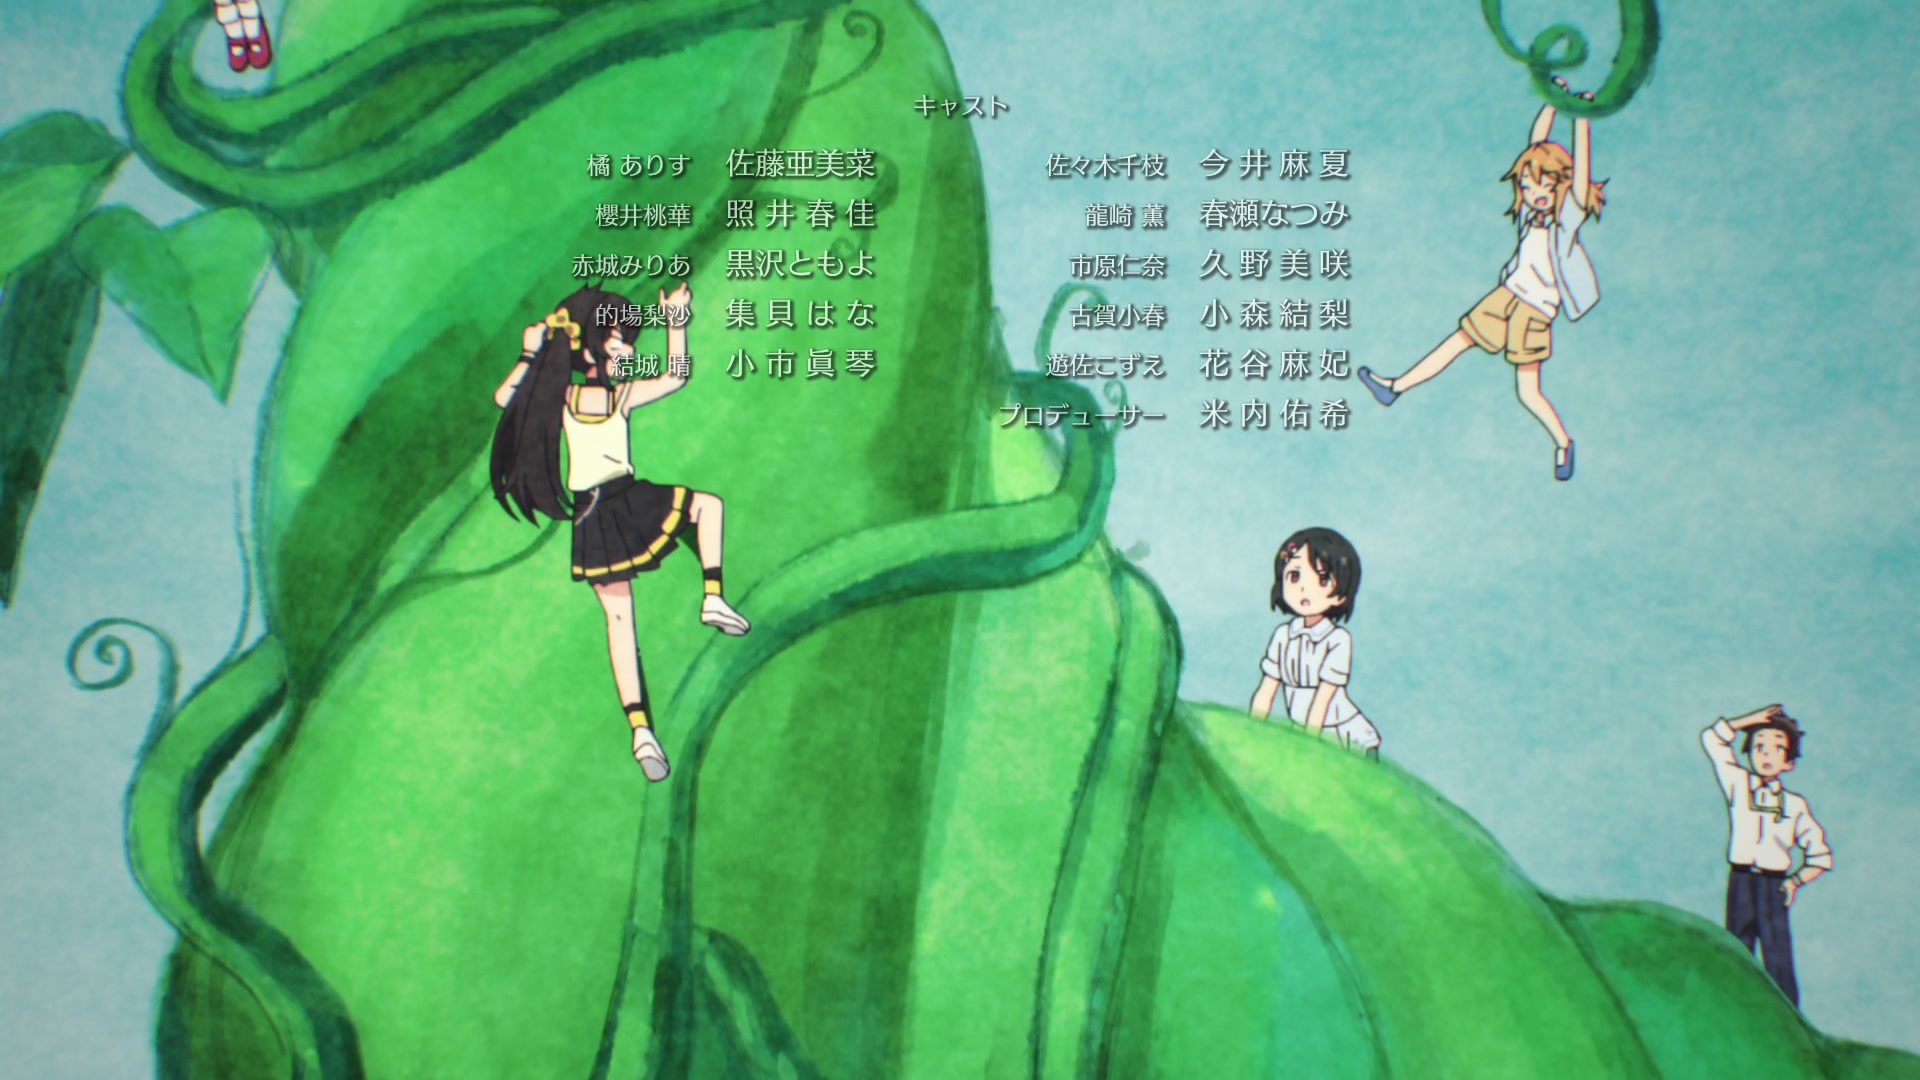 キャスト
橘 ありす 佐藤亜美菜
櫻井桃華 照井春佳
赤城みりあ 黒沢ともよ
的場梨沙 集貝はな
結城 晴 小市眞琴
佐々木千枝 今井麻夏
龍崎 薫 春瀬なつみ
市原仁奈 久野美咲
古賀小春 小森結梨
遊佐こずえ 花谷麻妃
プロデューサー 米内佑希